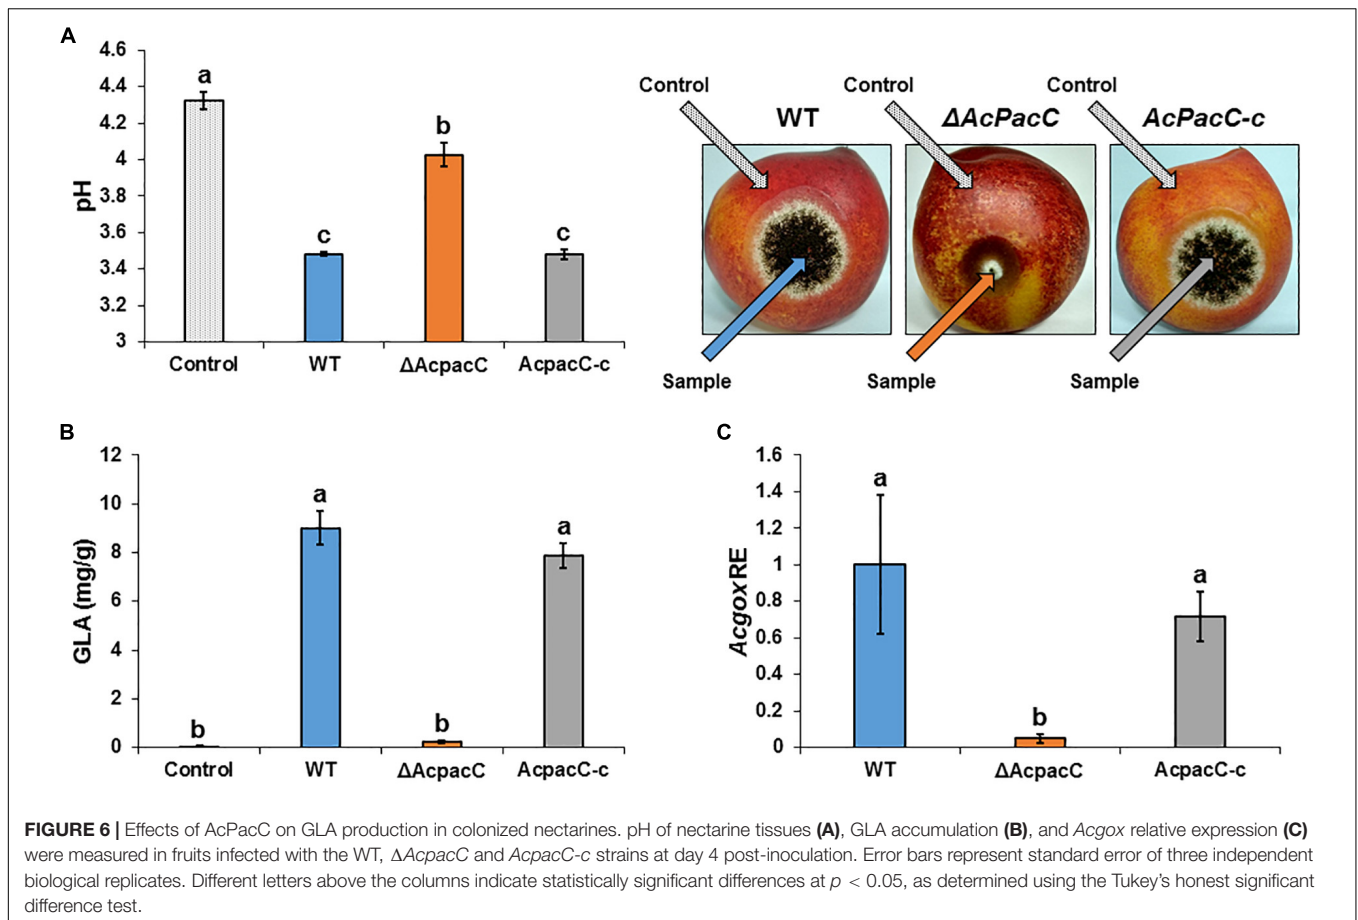 A
pH
4.6
4.4
4.2
4
3.8
3.6
3.4
3.2
3
a
c
b
c
Control WT ΔAcpacC AcpacC-c
Control Control Control
WT ΔAcPacC AcPacC-c
Sample Sample Sample
B
GLA (mg/g)
12
10
8
6
4
2
0
b
a
b
a
Control WT ΔAcpacC AcpacC-c
C
Acgox RE
1.6
1.4
1.2
1
0.8
0.6
0.4
0.2
0
a
b
a
WT ΔAcpacC AcpacC-c
FIGURE 6 | Effects of AcPacC on GLA production in colonized nectarines. pH of nectarine tissues (A), GLA accumulation (B), and Acgox relative expression (C)
were measured in fruits infected with the WT, ΔAcpacC and AcpacC-c strains at day 4 post-inoculation. Error bars represent standard error of three independent
biological replicates. Different letters above the columns indicate statistically significant differences at p < 0.05, as determined using the Tukey's honest significant
difference test.